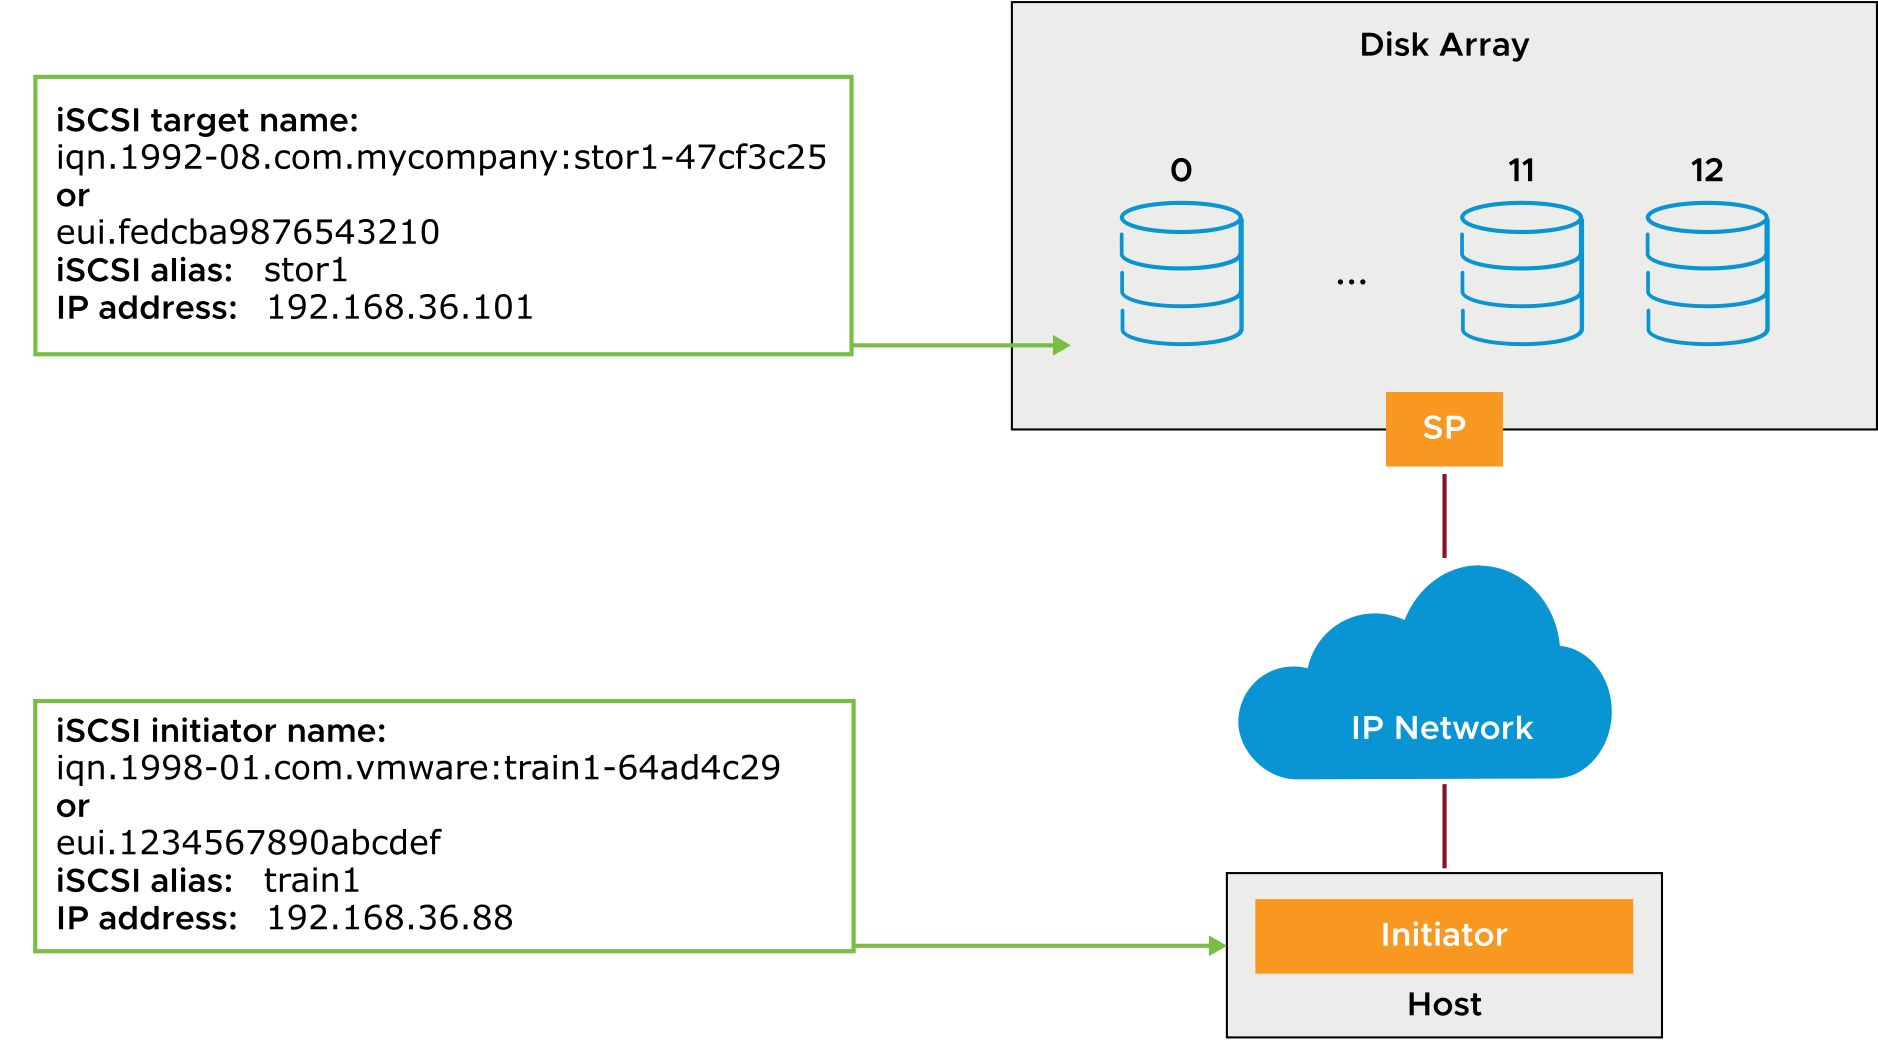 Disk Array
iSCSI target name:
iqn.1992-08.com.mycompany:stor1-47cf3c25
or
eui.fedcba9876543210
iSCSI alias: stor1
IP address: 192.168.36.101
0
...
11
12
SP
IP Network
iSCSI initiator name:
iqn.1998-01.com.vmware:train1-64ad4c29
or
eui.1234567890abcdef
iSCSI alias: train1
IP address: 192.168.36.88
Initiator
Host